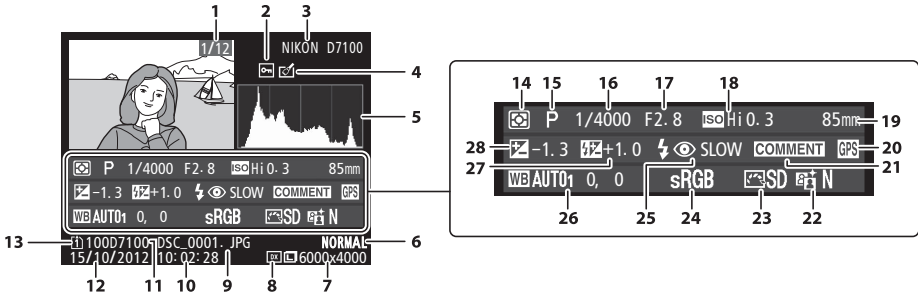 1 2 3
1/12 NIKON D7100
4
5
1/4000 F2.8 ISO Hi 0.3 85mm
P
-1.3 +1.0 SLOW COMMENT GPS
WB AUTO1 0, 0 sRGB SD N
13 1 100D7100 DSC_0001.JPG NORMAL 6
15/10/2012 10:02:28 DX 6000x4000
12 11 10 9 8 7
14 15 16 17 18
P 1/4000 F2.8 ISO Hi 0.3 85mm 19
28 -1.3 +1.0 SLOW COMMENT GPS 20
27 21
WB AUTO1 0, 0 sRGB SD N
26 25 24 23 22